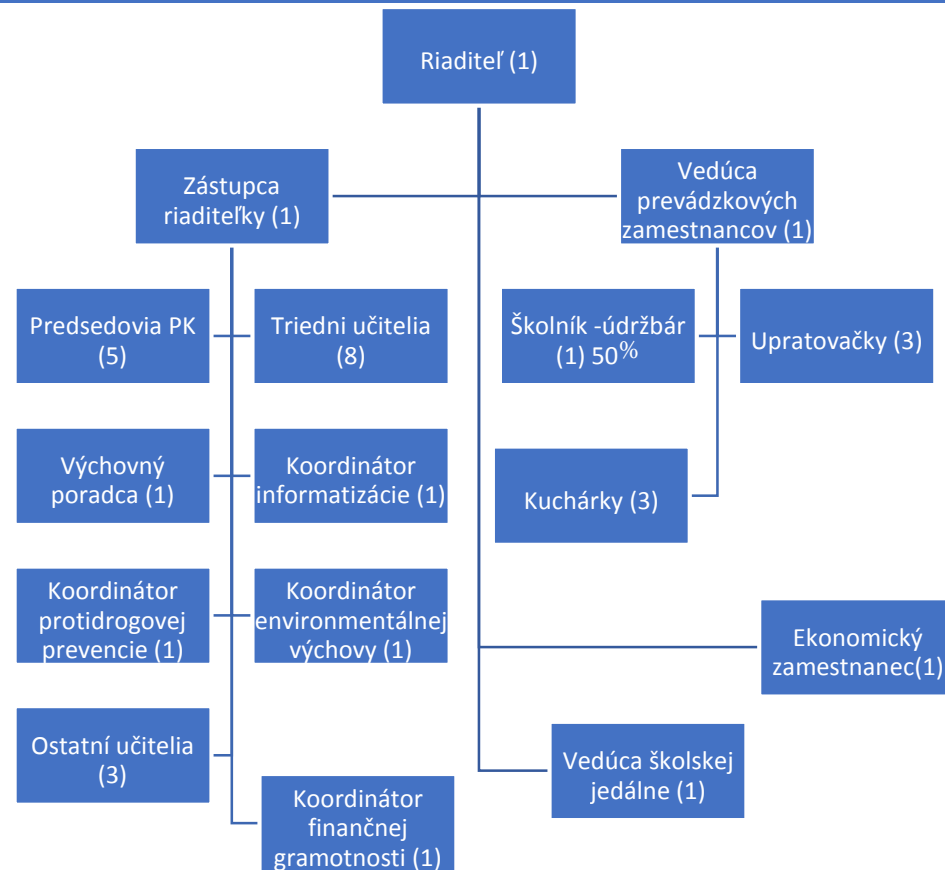 Riaditeľ (1)
Zástupca
riaditeľky (1)
Vedúca
prevádzkových
zamestnancov (1)
Predsedovia PK
(5)
Triedni učitelia
(8)
Školník -údržbár
(1) 50%
Upratovačky (3)
Výchovný
poradca (1)
Koordinátor
informatizácie (1)
Kuchárky (3)
Koordinátor
protidrogovej
prevencie (1)
Koordinátor
environmentálnej
výchovy (1)
Ekonomický
zamestnanec(1)
Ostatní učitelia
(3)
Vedúca školskej
jedálne (1)
Koordinátor
finančnej
gramotnosti (1)